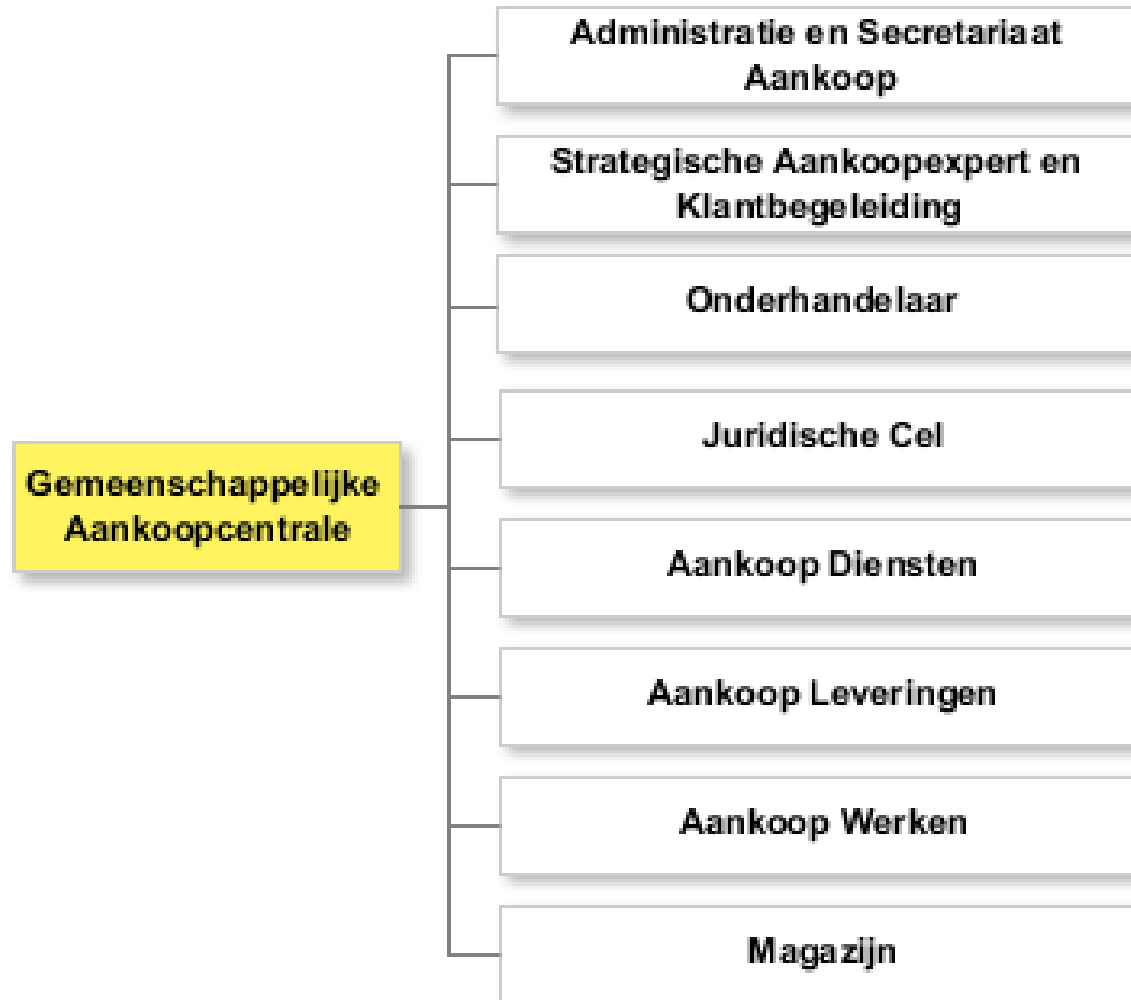 Administratie en Secretariaat
Aankoop
Strategische Aankoopexpert en
Klantbegeleiding
Onderhandelaar
Juridische Cel
Gemeenschappelijke
Aankoopcentrale
Aankoop Diensten
Aankoop Leveringen
Aankoop Werken
Magazijn